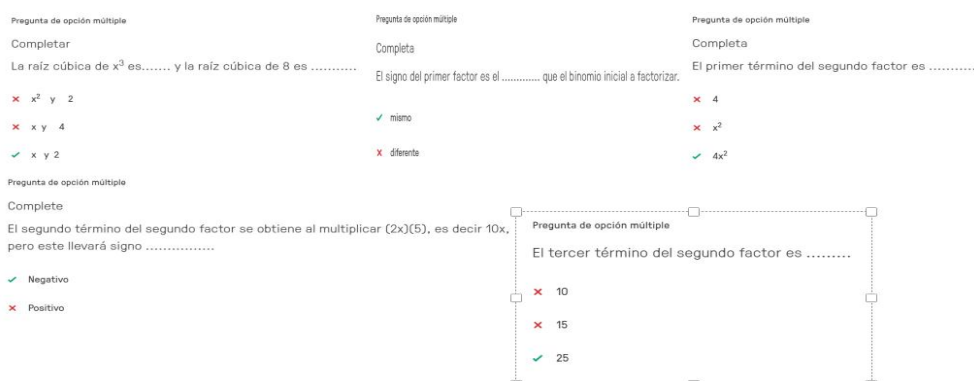 Pregunta de opción múltiple
Completar
La raíz cúbica de x³ es....... y la raíz cúbica de 8 es ...........
x² y 2
x y 4
x y 2
Pregunta de opción múltiple
Completa
El signo del primer factor es el ............. que el binomio inicial a factorizar.
mismo
diferente
Pregunta de opción múltiple
Completa
El primer término del segundo factor es ...........
4
x²
4x²
Pregunta de opción múltiple
Complete
El segundo término del segundo factor se obtiene al multiplicar (2x)(5), es decir 10x,
pero este llevará signo ................
Negativo
Positivo
Pregunta de opción múltiple
El tercer término del segundo factor es .........
10
15
25